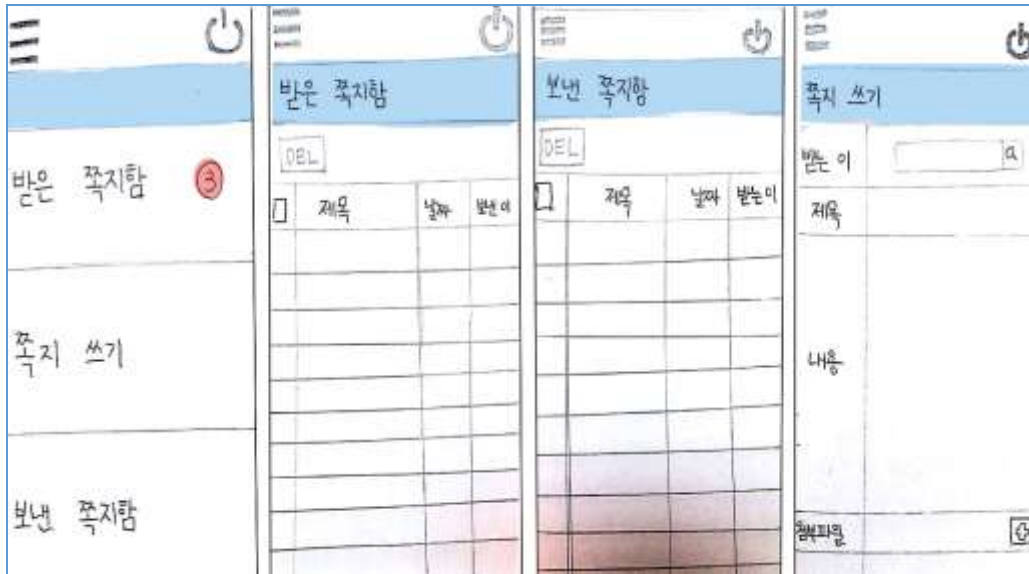 받은 쪽지함 3
쪽지 쓰기
보낸 쪽지함
받은 쪽지함
DEL
제목 날짜 보낸이
보낸 쪽지함
DEL
제목 날짜 받는이
쪽지 쓰기
받는 이
제목
내용
첨부파일